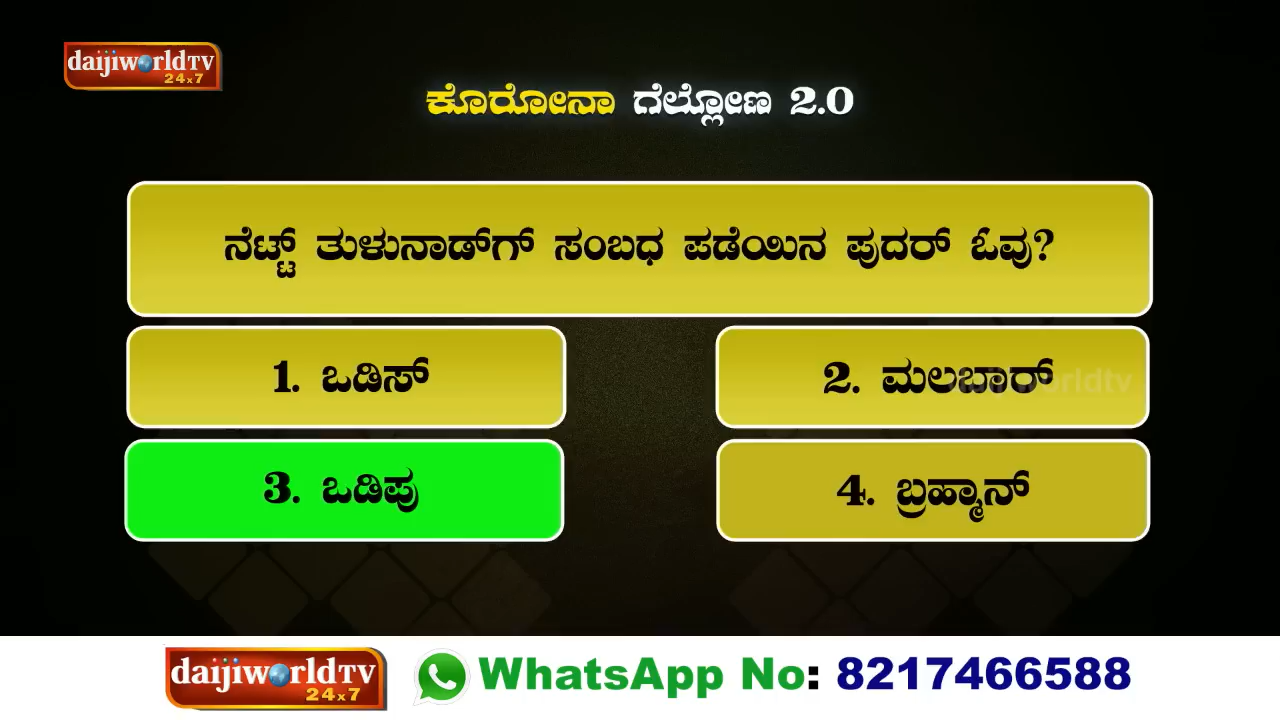 daijiworldTV
24x7
ಕೊರೋನಾ ಗೆಲ್ಲೋಣ 2.0
ನೆಟ್ಟ್ ತುಳುನಾಡ್‌ಗ್ ಸಂಬಧ ಪಡೆಯಿನ ಪುದರ್ ಓವು?
1. ಒಡಿಸ್
2. ಮಲಬಾರ್
daijiworldtv
3. ಒಡಿಪು
4. ಬ್ರಹ್ಮಾನ್
daijiworldTV
24x7
WhatsApp No: 8217466588